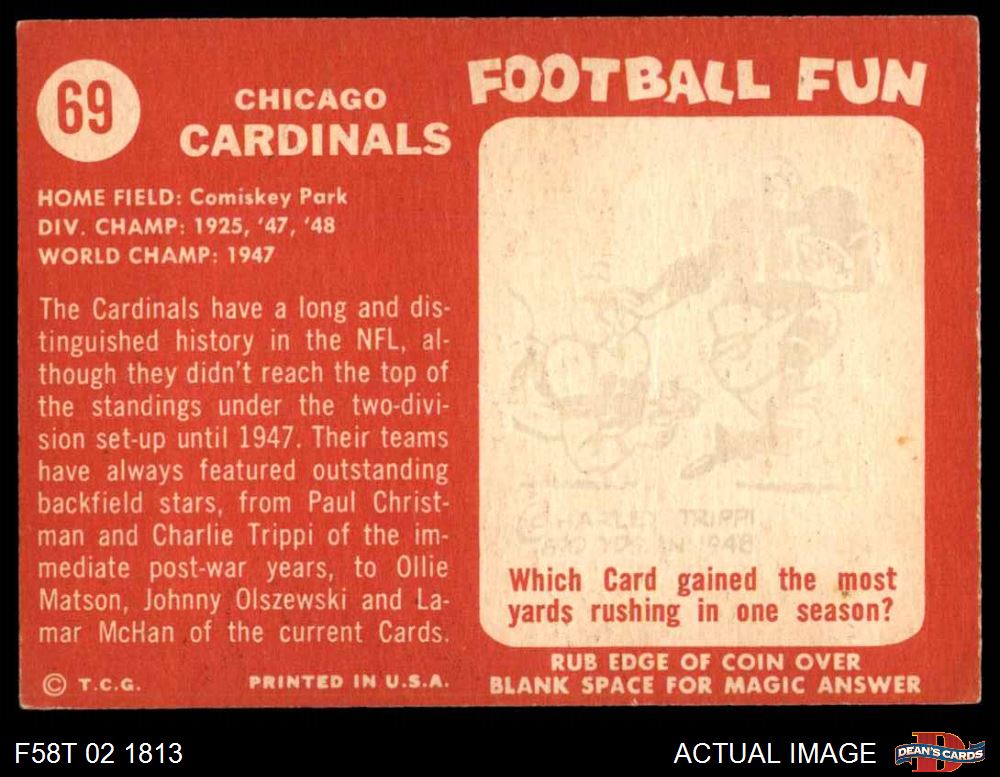 69
CHICAGO
CARDINALS
HOME FIELD: Comiskey Park
DIV. CHAMP: 1925, '47, '48
WORLD CHAMP: 1947
The Cardinals have a long and dis-
tinguished history in the NFL, al-
though they didn't reach the top of
the standings under the two-divi-
sion set-up until 1947. Their teams
have always featured outstanding
backfield stars, from Paul Christ-
man and Charlie Trippi of the im-
mediate post-war years, to Ollie
Matson, Johnny Olszewski and La-
mar McHan of the current Cards.
© T.C.G.
PRINTED IN U.S.A.
FOOTBALL FUN
CHARLEY TRIPPI
YDS. IN 1948
Which Card gained the most
yards rushing in one season?
RUB EDGE OF COIN OVER
BLANK SPACE FOR MAGIC ANSWER
F58T 02 1813
ACTUAL IMAGE
DEAN'S CARDS